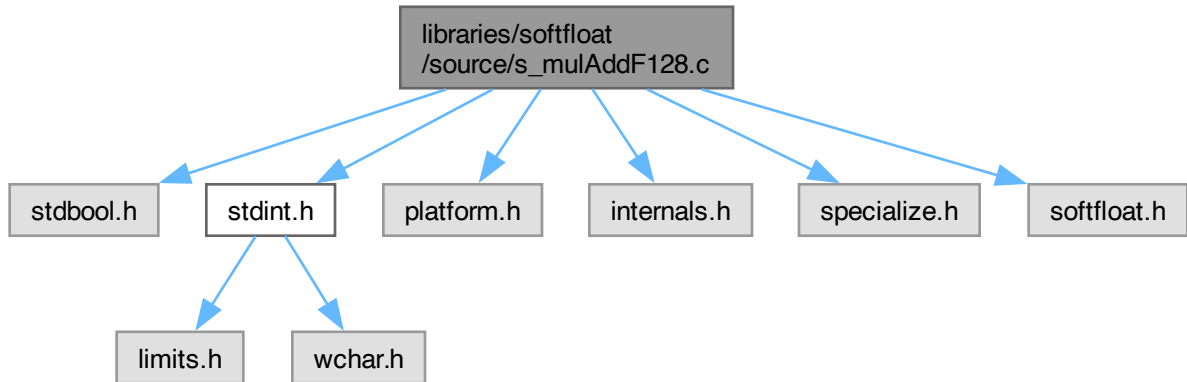 libraries/softfloat
/source/s_mulAddF128.c
stdbool.h
stdint.h
platform.h
internals.h
specialize.h
softfloat.h
limits.h
wchar.h